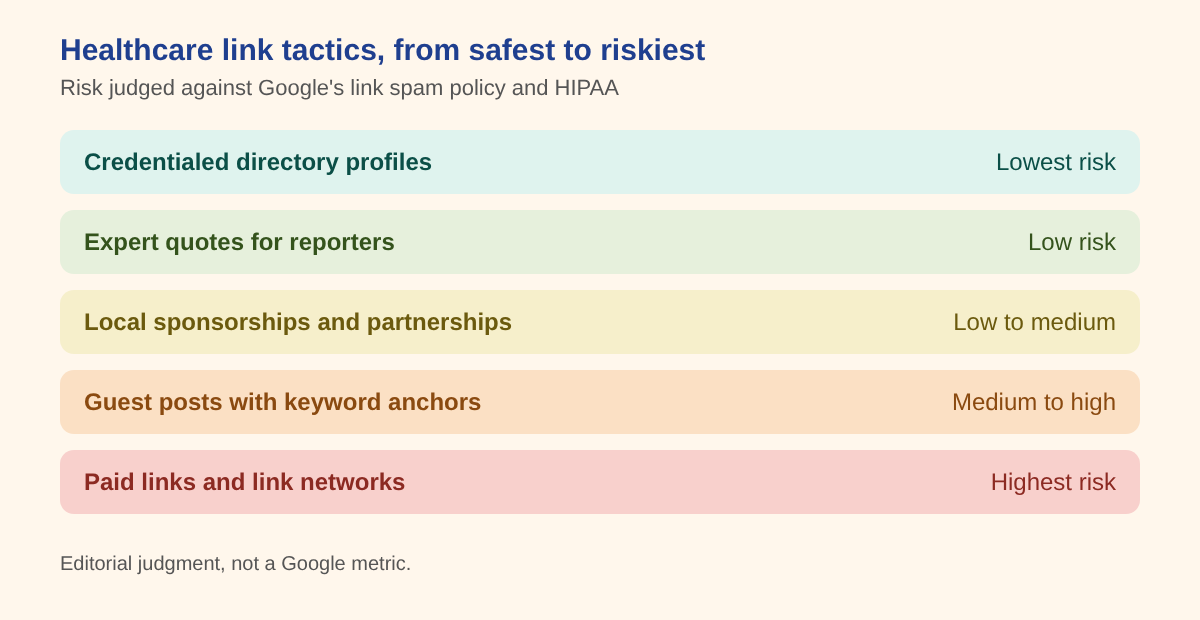 Healthcare link tactics, from safest to riskiest
Risk judged against Google's link spam policy and HIPAA
Credentialed directory profiles Lowest risk
Expert quotes for reporters Low risk
Local sponsorships and partnerships Low to medium
Guest posts with keyword anchors Medium to high
Paid links and link networks Highest risk
Editorial judgment, not a Google metric.